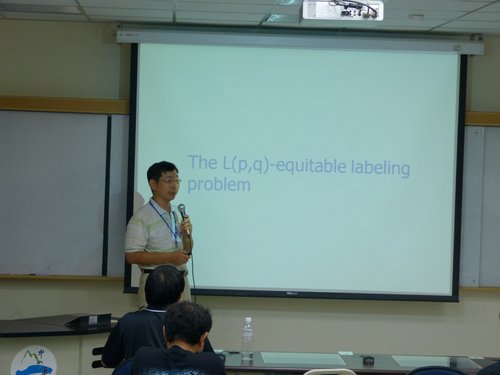 The L(p,q)-equitable labeling
problem